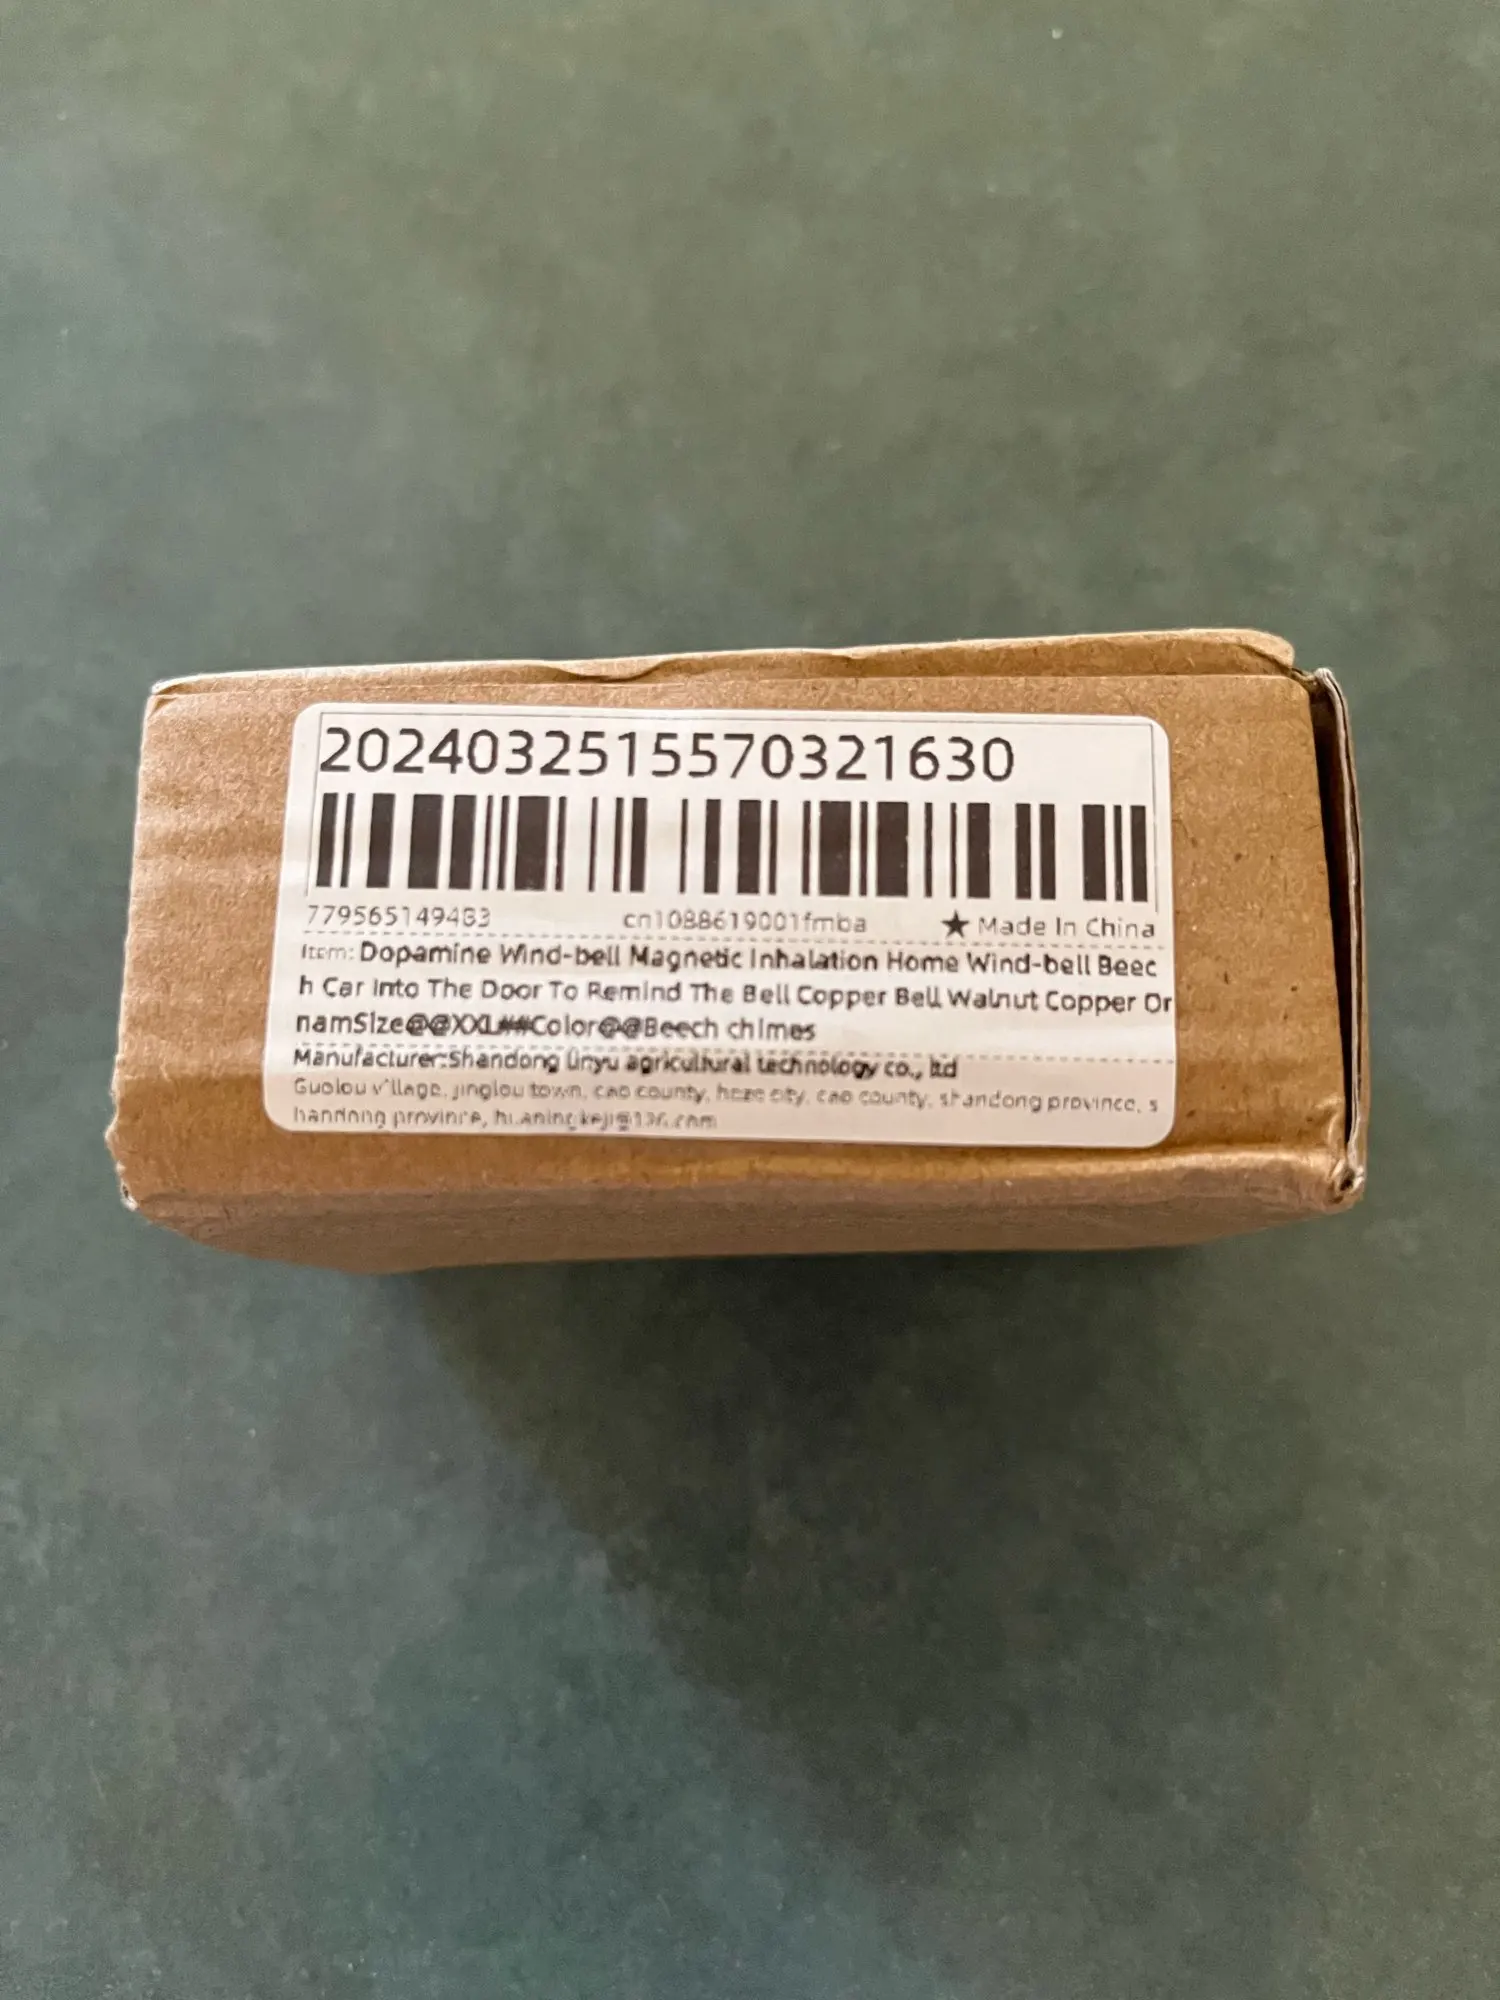 2024032515570321630
779565149483 cn1088619001fmba ★ Made In China
Item: Dopamine Wind-bell Magnetic Inhalation Home Wind-bell Beec
h Car Into The Door To Remind The Bell Copper Bell Walnut Copper Or
namSize@@XXL##Color@@Beech chimes
Manufacturer:Shandong linyu agricultural technology co., ltd
Guolou village, jinglou town, cao county, heze city, cao county, shandong province, s
handong province,